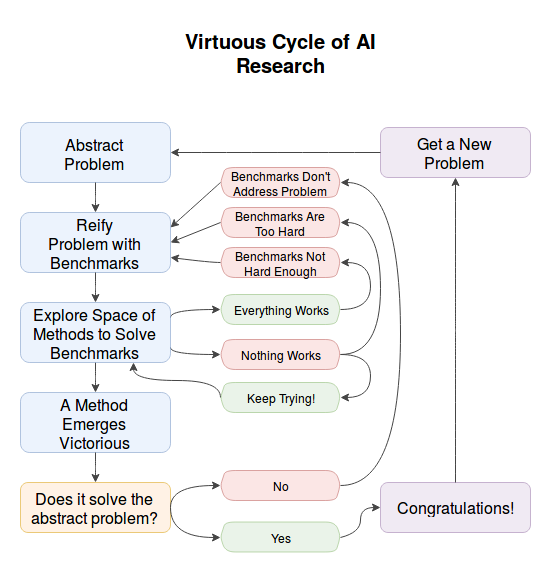 Virtuous Cycle of AI
Research
Abstract
Problem
Get a New
Problem
Benchmarks Don't
Address Problem
Reify
Problem with
Benchmarks
Benchmarks Are
Too Hard
Benchmarks Not
Hard Enough
Explore Space of
Methods to Solve
Benchmarks
Everything Works
Nothing Works
Keep Trying!
A Method
Emerges
Victorious
Does it solve the
abstract problem?
No
Yes
Congratulations!